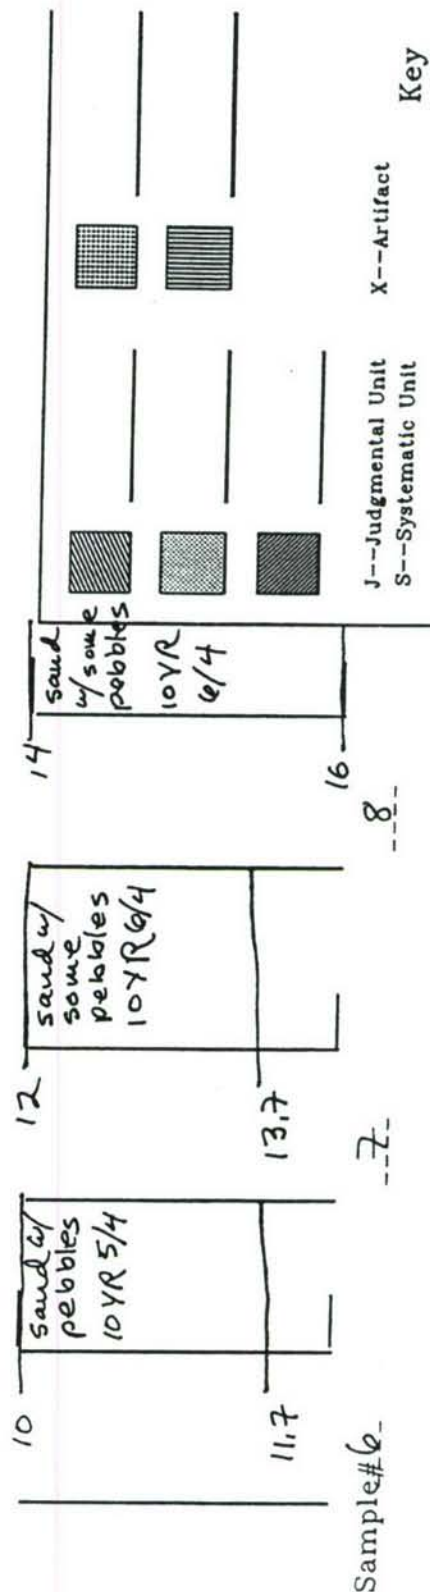 10
sand w/
pebbles
10YR 5/4
11.7
Sample#6
12
sand w/
some
pebbles
10YR 6/4
13.7
7
14
sand
w/ some
pebbles
10YR
6/4
16
8
J---Judgmental Unit
S---Systematic Unit
X--Artifact
Key